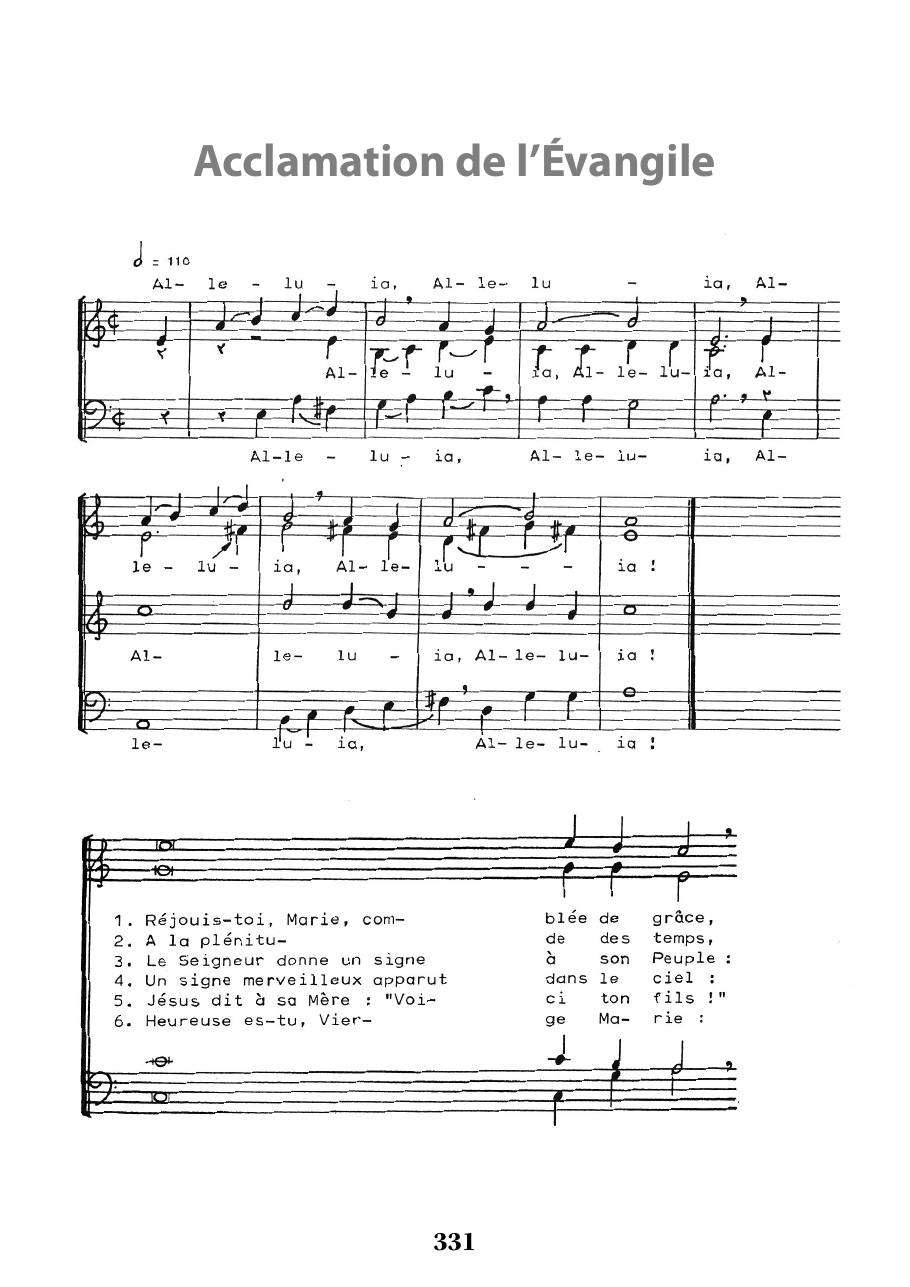 Acclamation de l’Évangile
= 110
Al- le - lu - ia, Al- le- lu - ia, Al-
Al- le - lu - ia, Al- le- lu- ia, Al-
Al-le - lu - ia, Al- le- lu- ia, Al-
le- lu - ia, Al- le- lu - - - ia !
Al- le- lu - ia, Al- le- lu- ia !
le- lu - ia, Al- le- lu- ia !
1. Réjouis-toi, Marie, com- blée de grâce,
2. A la plénitu- de des temps,
3. Le Seigneur donne un signe à son Peuple :
4. Un signe merveilleux apparut dans le ciel :
5. Jésus dit à sa Mère : "Voi- ci ton fils !"
6. Heureuse es-tu, Vier- ge Ma- rie :
331